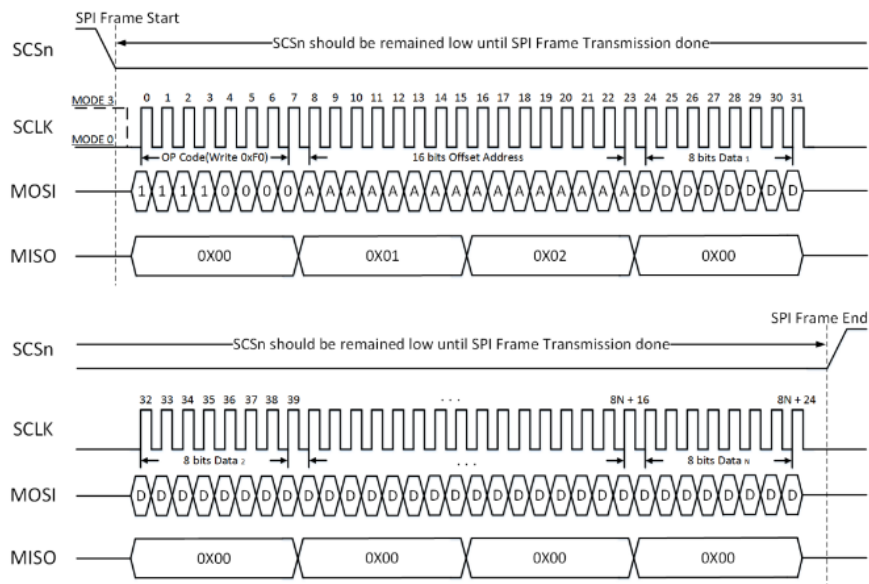 SPI Frame Start
SCSn
SCSn should be remained low until SPI Frame Transmission done
MODE 3
0 1 2 3 4 5 6 7 8 9 10 11 12 13 14 15 16 17 18 19 20 21 22 23 24 25 26 27 28 29 30 31
SCLK
MODE 0
OP Code(Write 0xF0) 16 bits Offset Address 8 bits Data 1
MOSI 1 1 1 1 0 0 0 0 A A A A A A A A A A A A A A A A D D D D D D D D
MISO 0X00 0X01 0X02 0X00
SPI Frame End
SCSn
SCSn should be remained low until SPI Frame Transmission done
32 33 34 35 36 37 38 39 . . . 8N + 16 8N + 24
SCLK
8 bits Data 2 . . . 8 bits Data N
MOSI D D D D D D D D D D D D D D D D D D D D D D D D D D D D D D D D
MISO 0X00 0X00 0X00 0X00